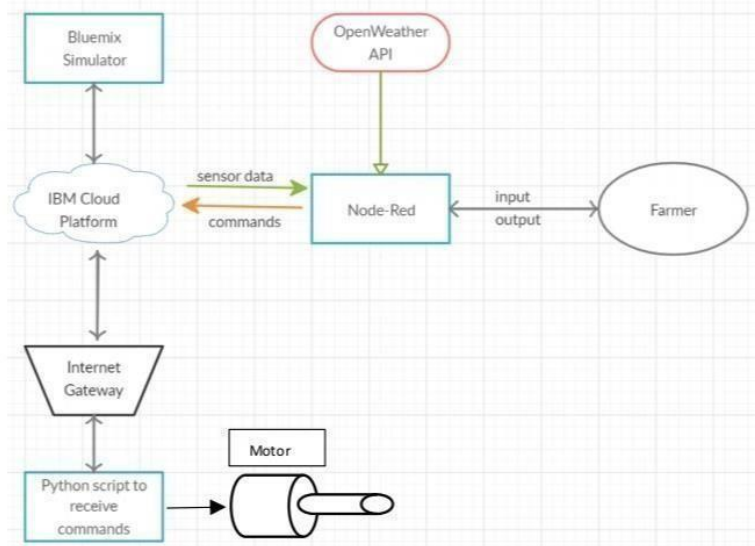 Bluemix
Simulator
OpenWeather
API
IBM Cloud
Platform
sensor data
commands
Node-Red
input
output
Farmer
Internet
Gateway
Motor
Python script to
receive
commands